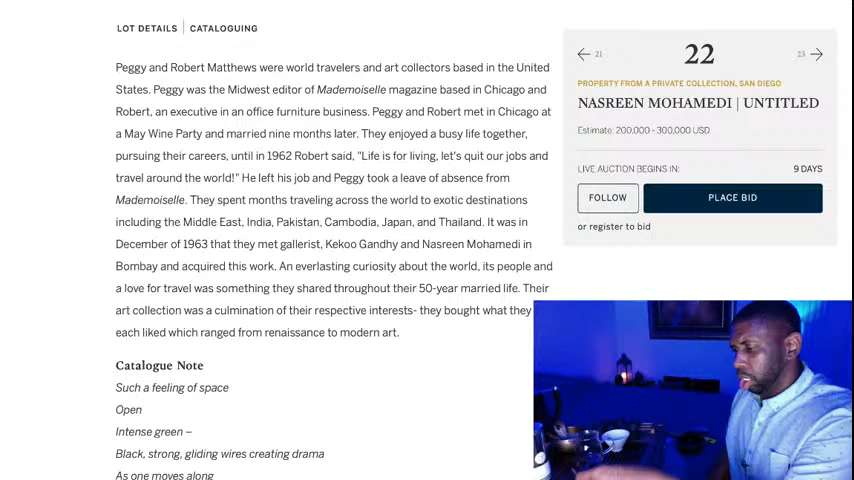 LOT DETAILS | CATALOGUING
Peggy and Robert Matthews were world travelers and art collectors based in the United
States. Peggy was the Midwest editor of Mademoiselle magazine based in Chicago and
Robert, an executive in an office furniture business. Peggy and Robert met in Chicago at
a May Wine Party and married nine months later. They enjoyed a busy life together,
pursuing their careers, until in 1962 Robert said, "Life is for living, let's quit our jobs and
travel around the world!" He left his job and Peggy took a leave of absence from
Mademoiselle. They spent months traveling across the world to exotic destinations
including the Middle East, India, Pakistan, Cambodia, Japan, and Thailand. It was in
December of 1963 that they met gallerist, Kekoo Gandhy and Nasreen Mohamedi in
Bombay and acquired this work. An everlasting curiosity about the world, its people and
a love for travel was something they shared throughout their 50-year married life. Their
art collection was a culmination of their respective interests- they bought what they
each liked which ranged from renaissance to modern art.
Catalogue Note
Such a feeling of space
Open
Intense green –
Black, strong, gliding wires creating drama
As one moves along
21
22
23
PROPERTY FROM A PRIVATE COLLECTION, SAN DIEGO
NASREEN MOHAMEDI | UNTITLED
Estimate: 200,000 - 300,000 USD
LIVE AUCTION BEGINS IN: 9 DAYS
FOLLOW
PLACE BID
or register to bid